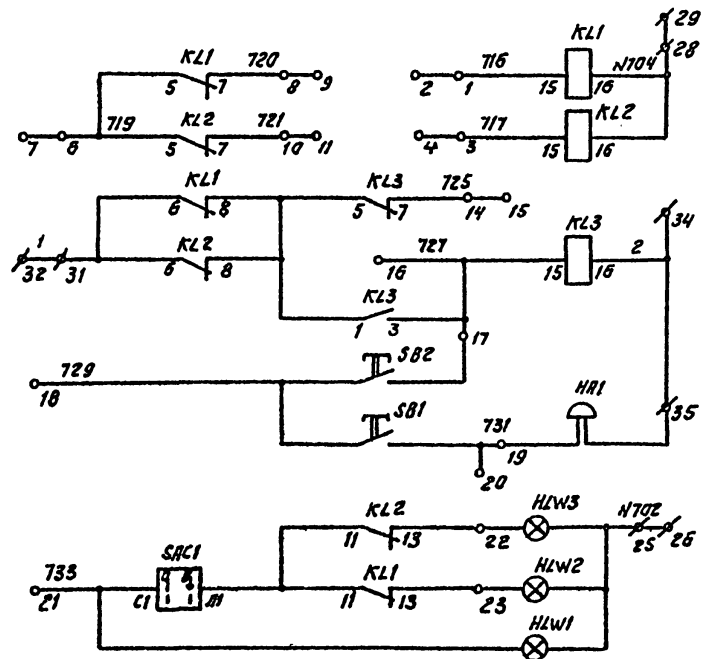 29
KL1 720 716 KL1 N704 28
5 7 8 9 2 1 15 16
719 KL2 721 717 KL2
7 6 5 7 10 11 4 3 15 16
KL1 KL3 725
6 8 5 7 14 15
1 KL2 727 KL3 2 34
32 31 6 8 16 15 16
KL3
1 3 17
729 SB2
18
SB1 731 HA1 35
19
20
KL2 HLW3 N702
11 13 22 25 26
733 SAC1 KL1 HLW2
21 C1 Л1 11 13 23
HLW1